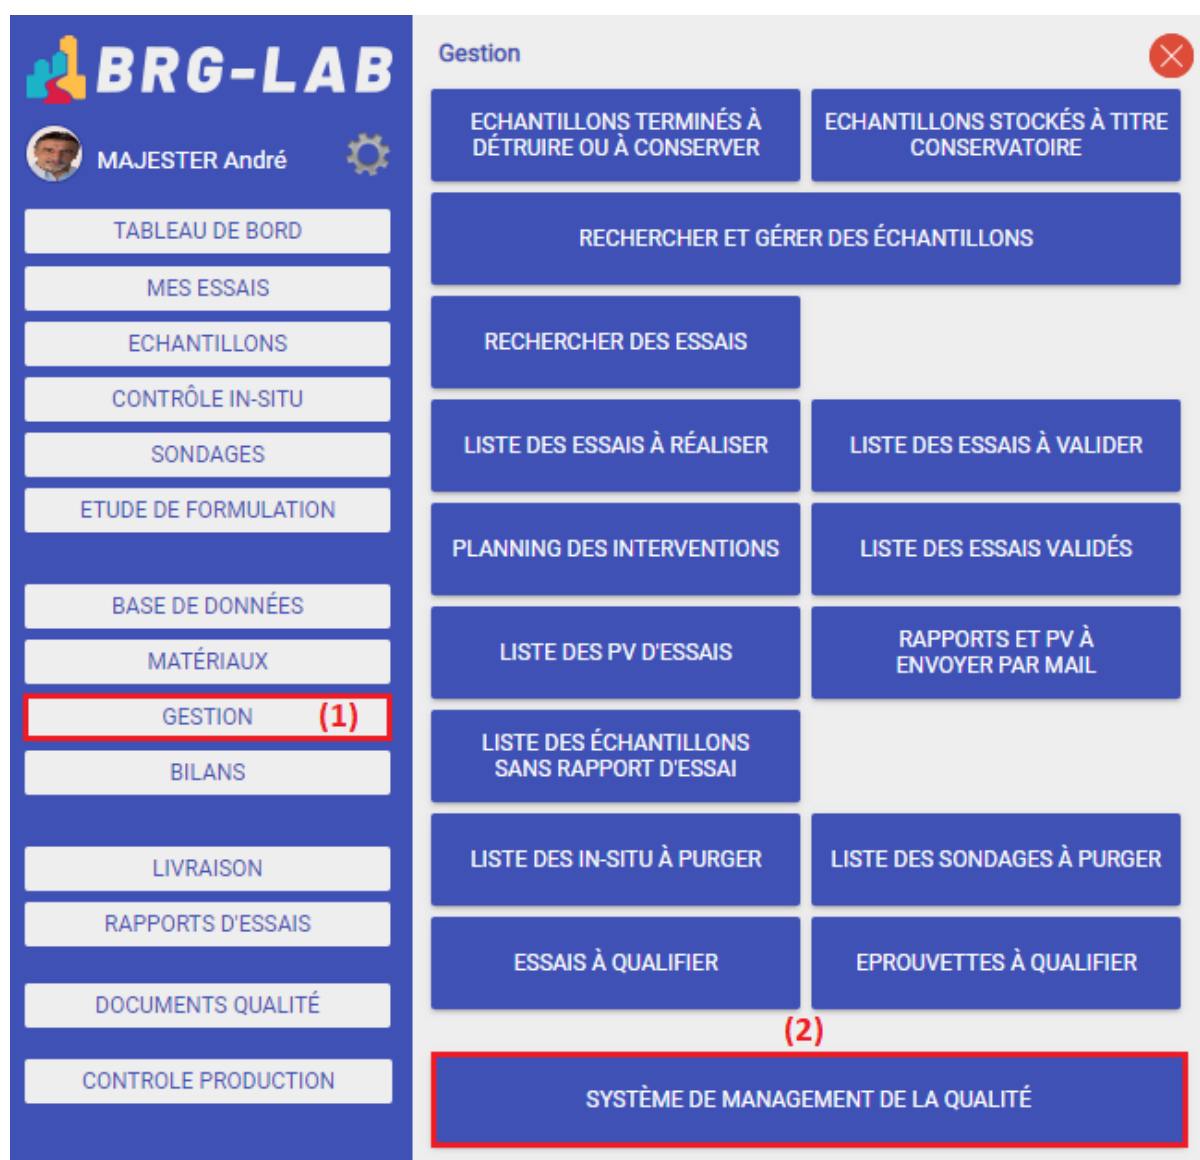 BRG-LAB
MAJESTER André
TABLEAU DE BORD
MES ESSAIS
ECHANTILLONS
CONTRÔLE IN-SITU
SONDAGES
ETUDE DE FORMULATION
BASE DE DONNÉES
MATÉRIAUX
GESTION (1)
BILANS
LIVRAISON
RAPPORTS D'ESSAIS
DOCUMENTS QUALITÉ
CONTROLE PRODUCTION
Gestion
ECHANTILLONS TERMINÉS À
DÉTRUIRE OU À CONSERVER
ECHANTILLONS STOCKÉS À TITRE
CONSERVATOIRE
RECHERCHER ET GÉRER DES ÉCHANTILLONS
RECHERCHER DES ESSAIS
LISTE DES ESSAIS À RÉALISER
LISTE DES ESSAIS À VALIDER
PLANNING DES INTERVENTIONS
LISTE DES ESSAIS VALIDÉS
LISTE DES PV D'ESSAIS
RAPPORTS ET PV À
ENVOYER PAR MAIL
LISTE DES ÉCHANTILLONS
SANS RAPPORT D'ESSAI
LISTE DES IN-SITU À PURGER
LISTE DES SONDAGES À PURGER
ESSAIS À QUALIFIER
EPROUVETTES À QUALIFIER
(2)
SYSTÈME DE MANAGEMENT DE LA QUALITÉ